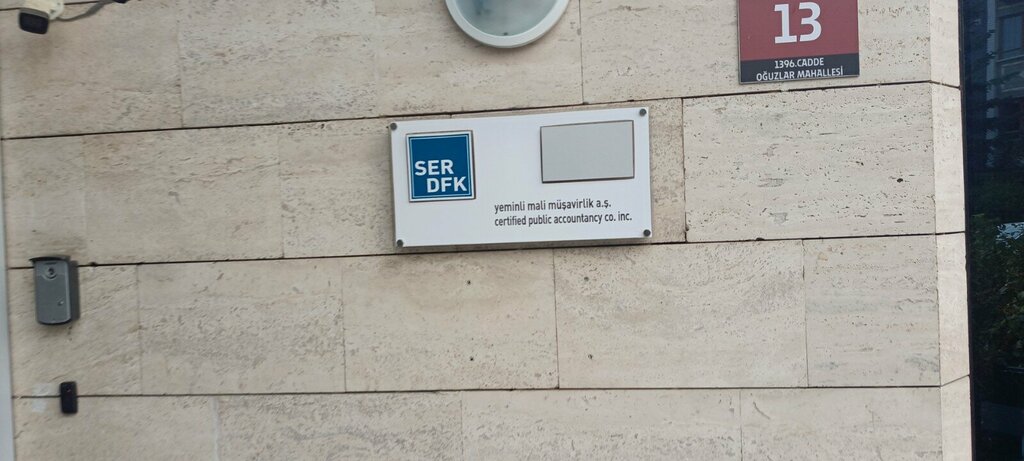 13
1396.CADDE
OĞUZLAR MAHALLESİ
SER
DFK
yeminli mali müşavirlik a.ş.
certified public accountancy co. inc.